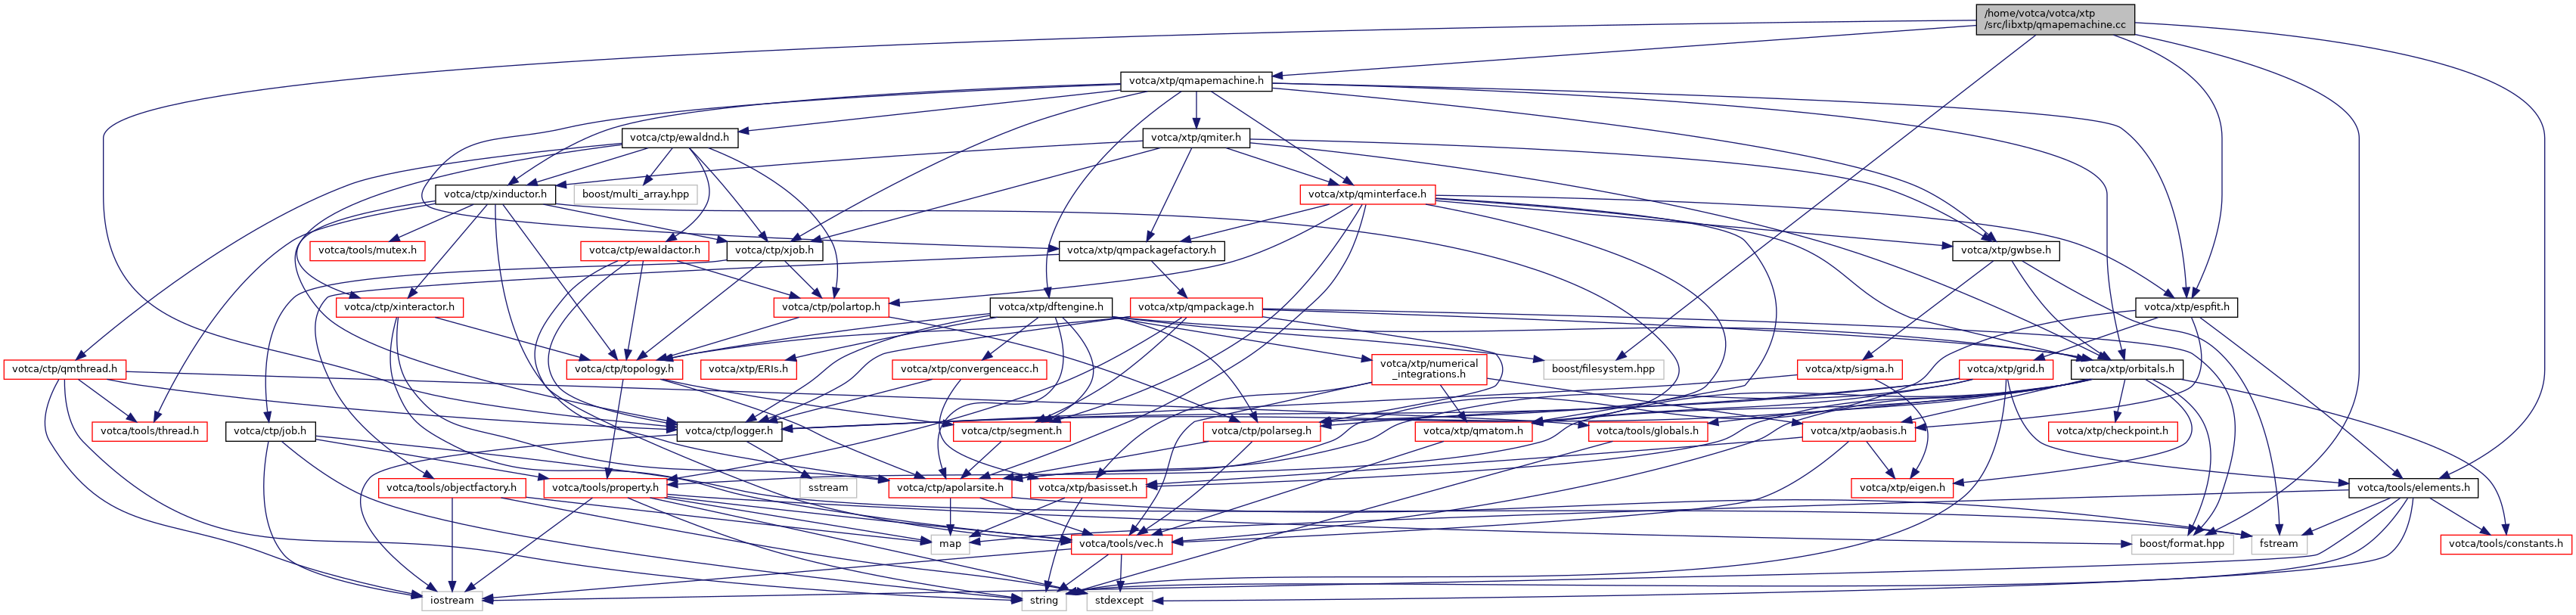 /home/votca/votca/xtp
/src/libxtp/qmapemachine.cc
votca/xtp/qmapemachine.h
votca/ctp/ewaldnd.h
votca/xtp/qmiter.h
votca/ctp/xinductor.h
boost/multi_array.hpp
votca/xtp/qminterface.h
votca/tools/mutex.h
votca/ctp/ewaldactor.h
votca/ctp/xjob.h
votca/xtp/qmpackagefactory.h
votca/xtp/gwbse.h
votca/ctp/xinteractor.h
votca/ctp/polartop.h
votca/xtp/dftengine.h
votca/xtp/qmpackage.h
votca/xtp/espfit.h
votca/ctp/qmthread.h
votca/ctp/topology.h
votca/xtp/ERIs.h
votca/xtp/convergenceacc.h
boost/filesystem.hpp
votca/xtp/numerical
_integrations.h
votca/xtp/sigma.h
votca/xtp/grid.h
votca/xtp/orbitals.h
votca/tools/thread.h
votca/ctp/job.h
votca/ctp/logger.h
votca/ctp/segment.h
votca/ctp/polarseg.h
votca/xtp/qmatom.h
votca/tools/globals.h
votca/xtp/aobasis.h
votca/xtp/checkpoint.h
votca/tools/objectfactory.h
votca/tools/property.h
sstream
votca/ctp/apolarsite.h
votca/xtp/basisset.h
votca/xtp/eigen.h
votca/tools/elements.h
map
votca/tools/vec.h
boost/format.hpp
fstream
votca/tools/constants.h
iostream
string
stdexcept